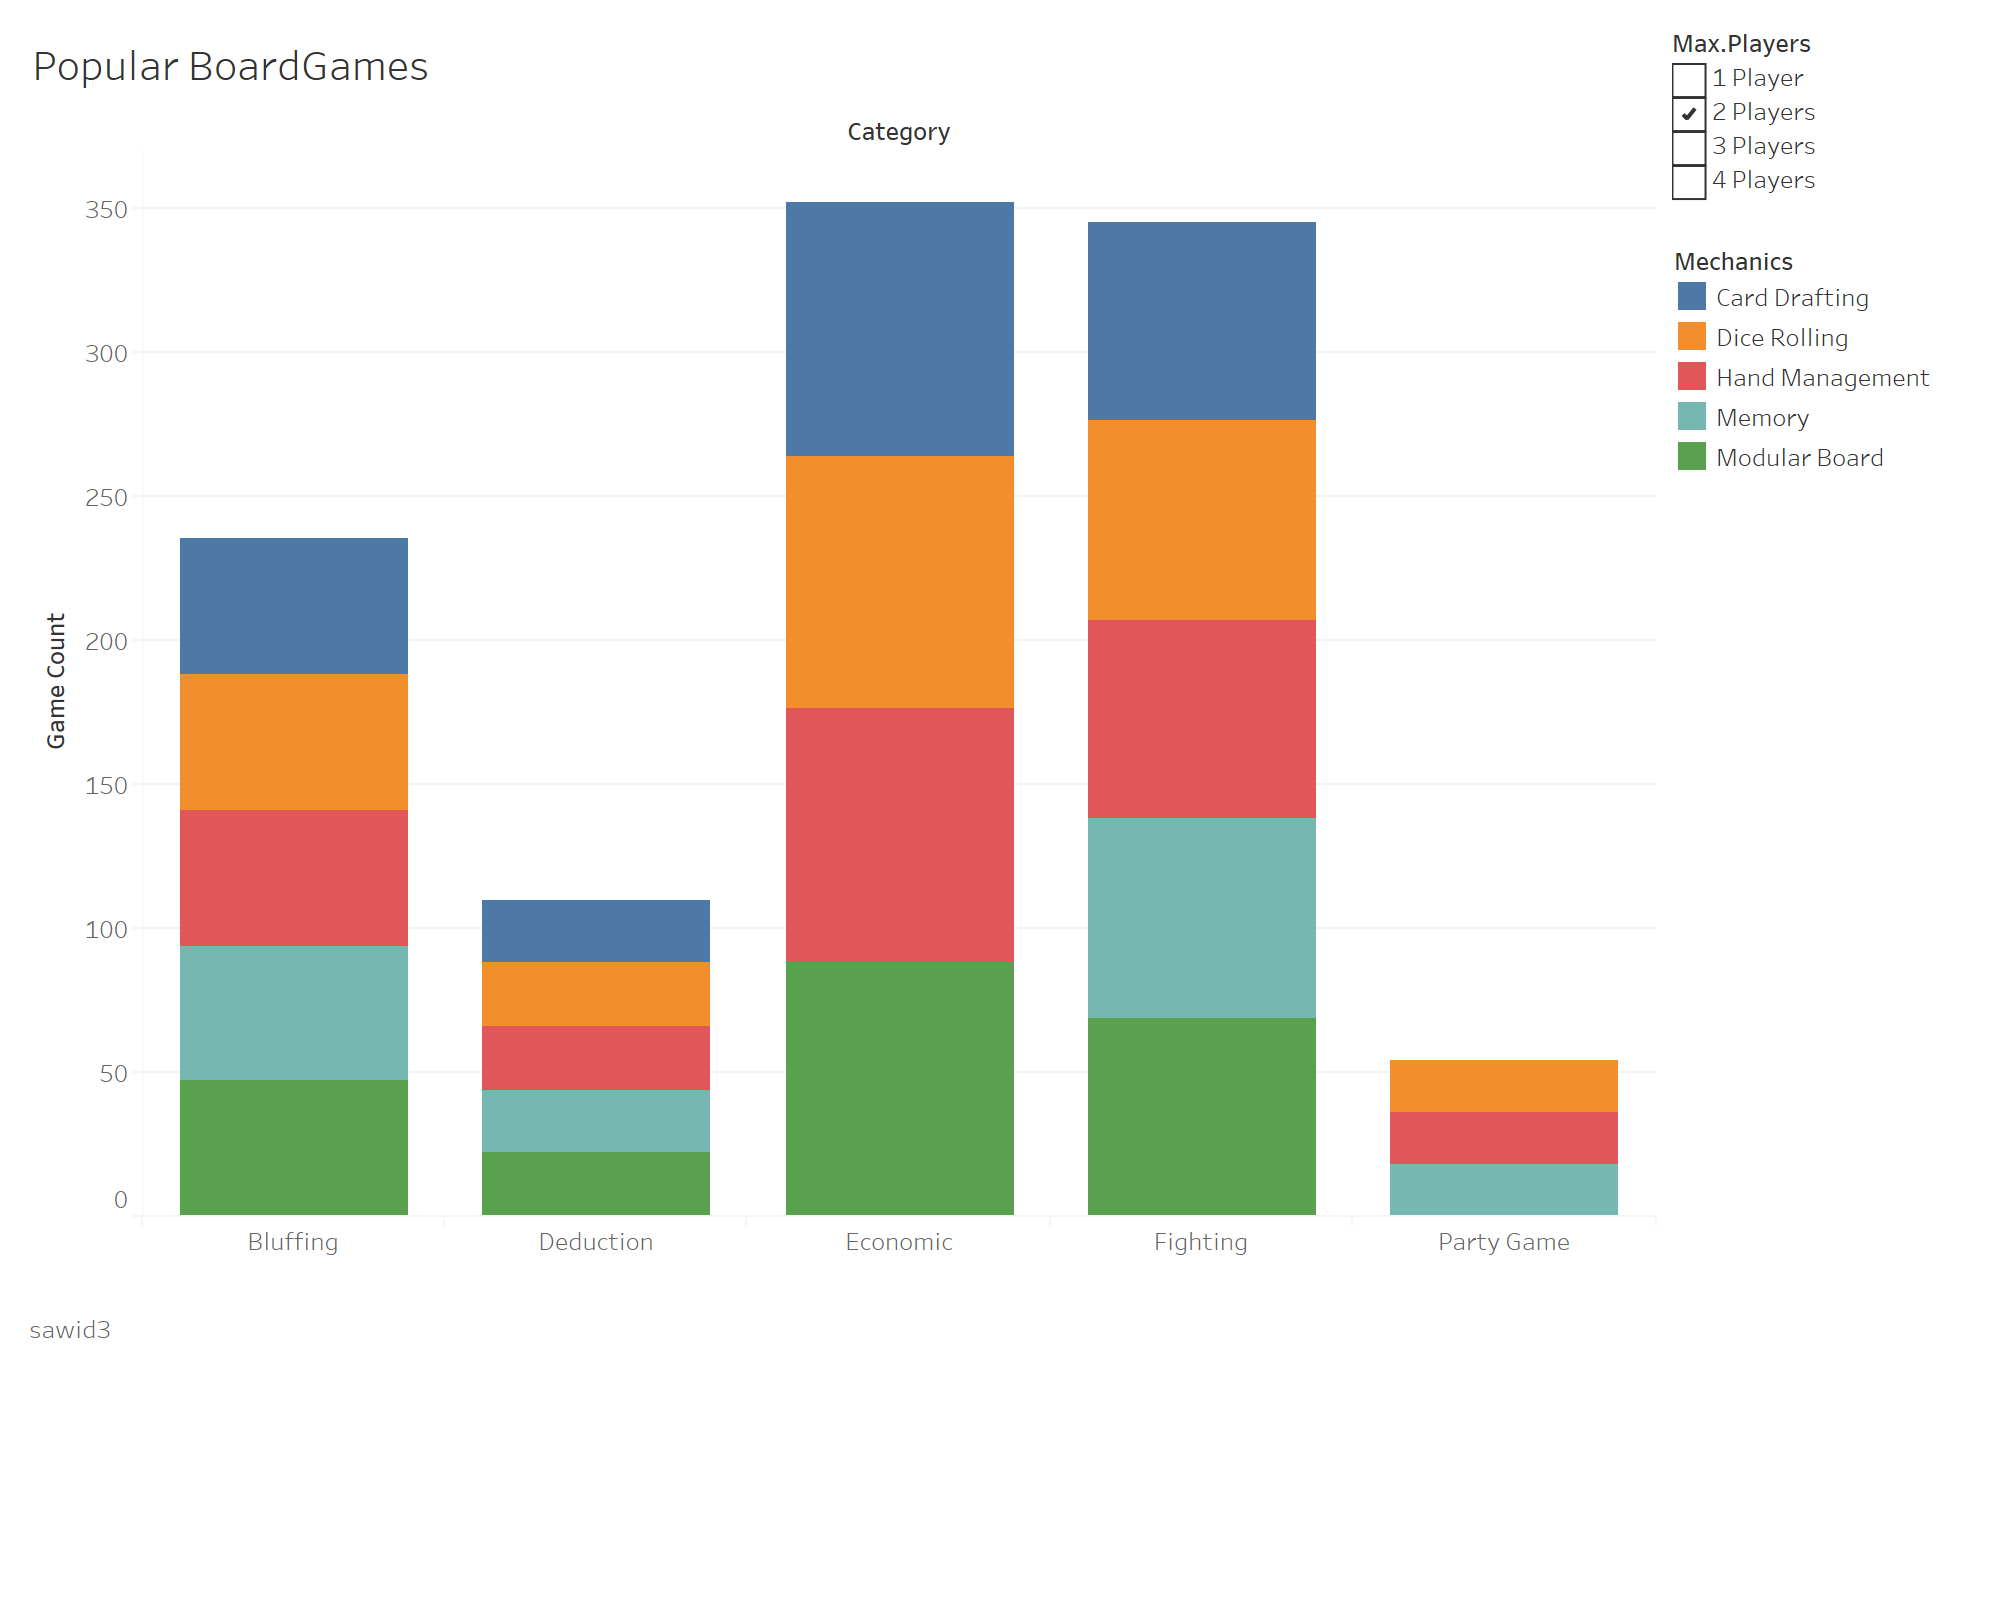 Popular BoardGames
Category
Game Count
350
300
250
200
150
100
50
0
Bluffing
Deduction
Economic
Fighting
Party Game
Max.Players
1 Player
2 Players
3 Players
4 Players
Mechanics
Card Drafting
Dice Rolling
Hand Management
Memory
Modular Board
sawid3